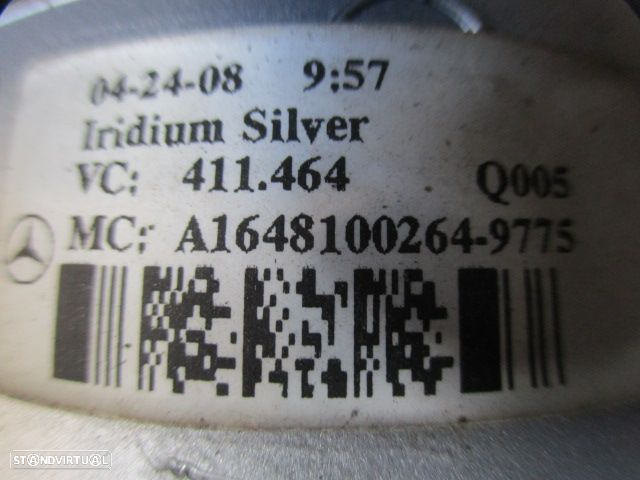 04-24-08 9:57
Iridium Silver
VC: 411.464 Q005
MC: A1648100264-9775
STANDVIRTUAL